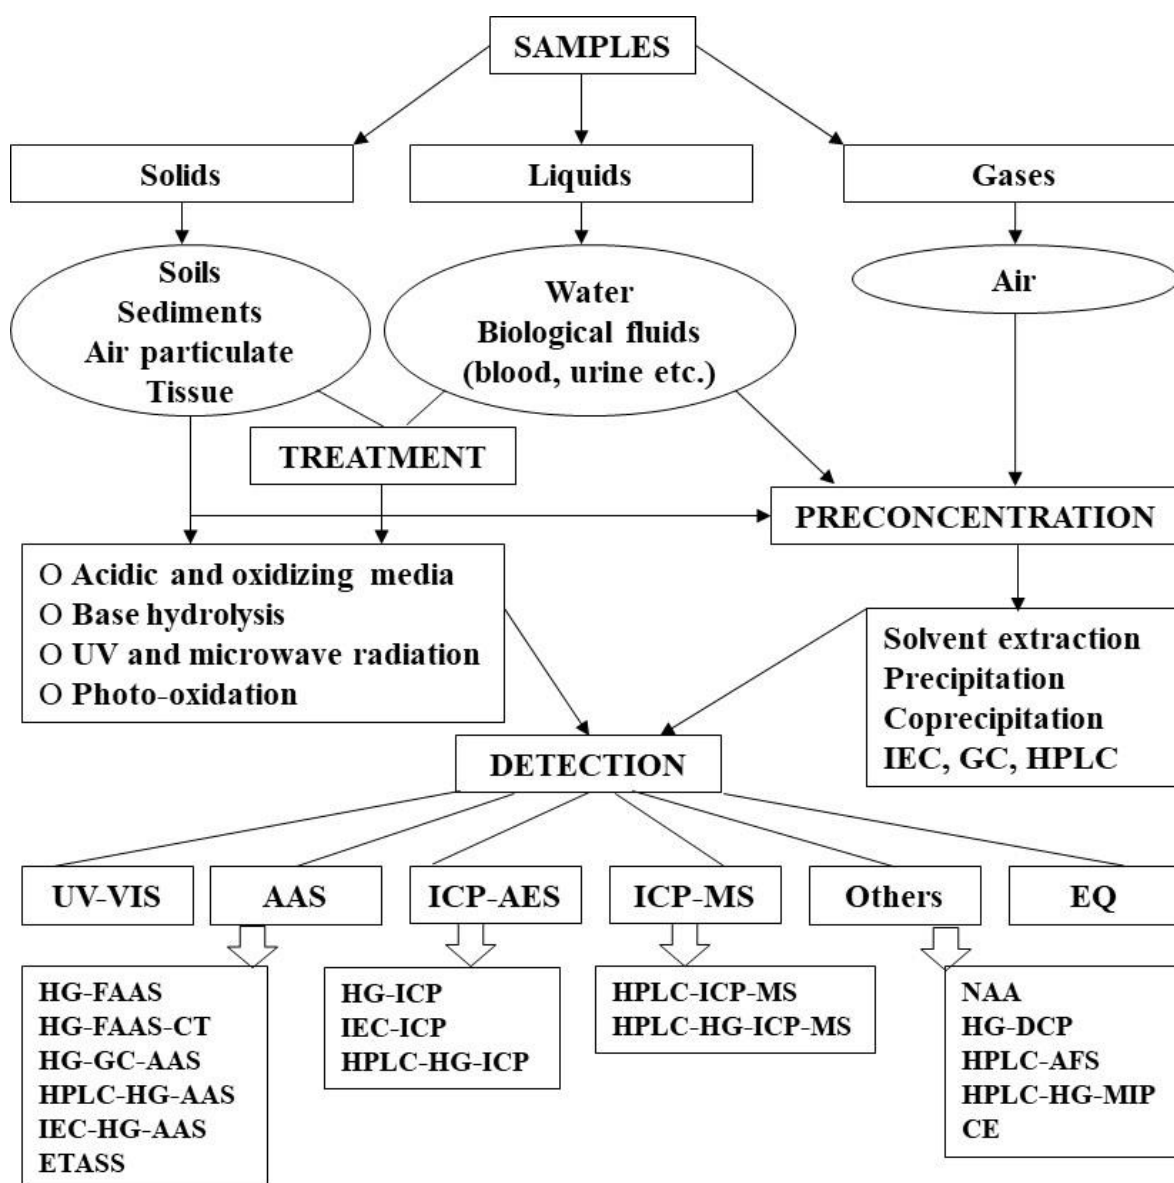 SAMPLES
Solids
Liquids
Gases
Soils
Sediments
Air particulate
Tissue
Water
Biological fluids
(blood, urine etc.)
Air
TREATMENT
PRECONCENTRATION
O Acidic and oxidizing media
O Base hydrolysis
O UV and microwave radiation
O Photo-oxidation
Solvent extraction
Precipitation
Coprecipitation
IEC, GC, HPLC
DETECTION
UV-VIS
AAS
ICP-AES
ICP-MS
Others
EQ
HG-FAAS
HG-FAAS-CT
HG-GC-AAS
HPLC-HG-AAS
IEC-HG-AAS
ETASS
HG-ICP
IEC-ICP
HPLC-HG-ICP
HPLC-ICP-MS
HPLC-HG-ICP-MS
NAA
HG-DCP
HPLC-AFS
HPLC-HG-MIP
CE